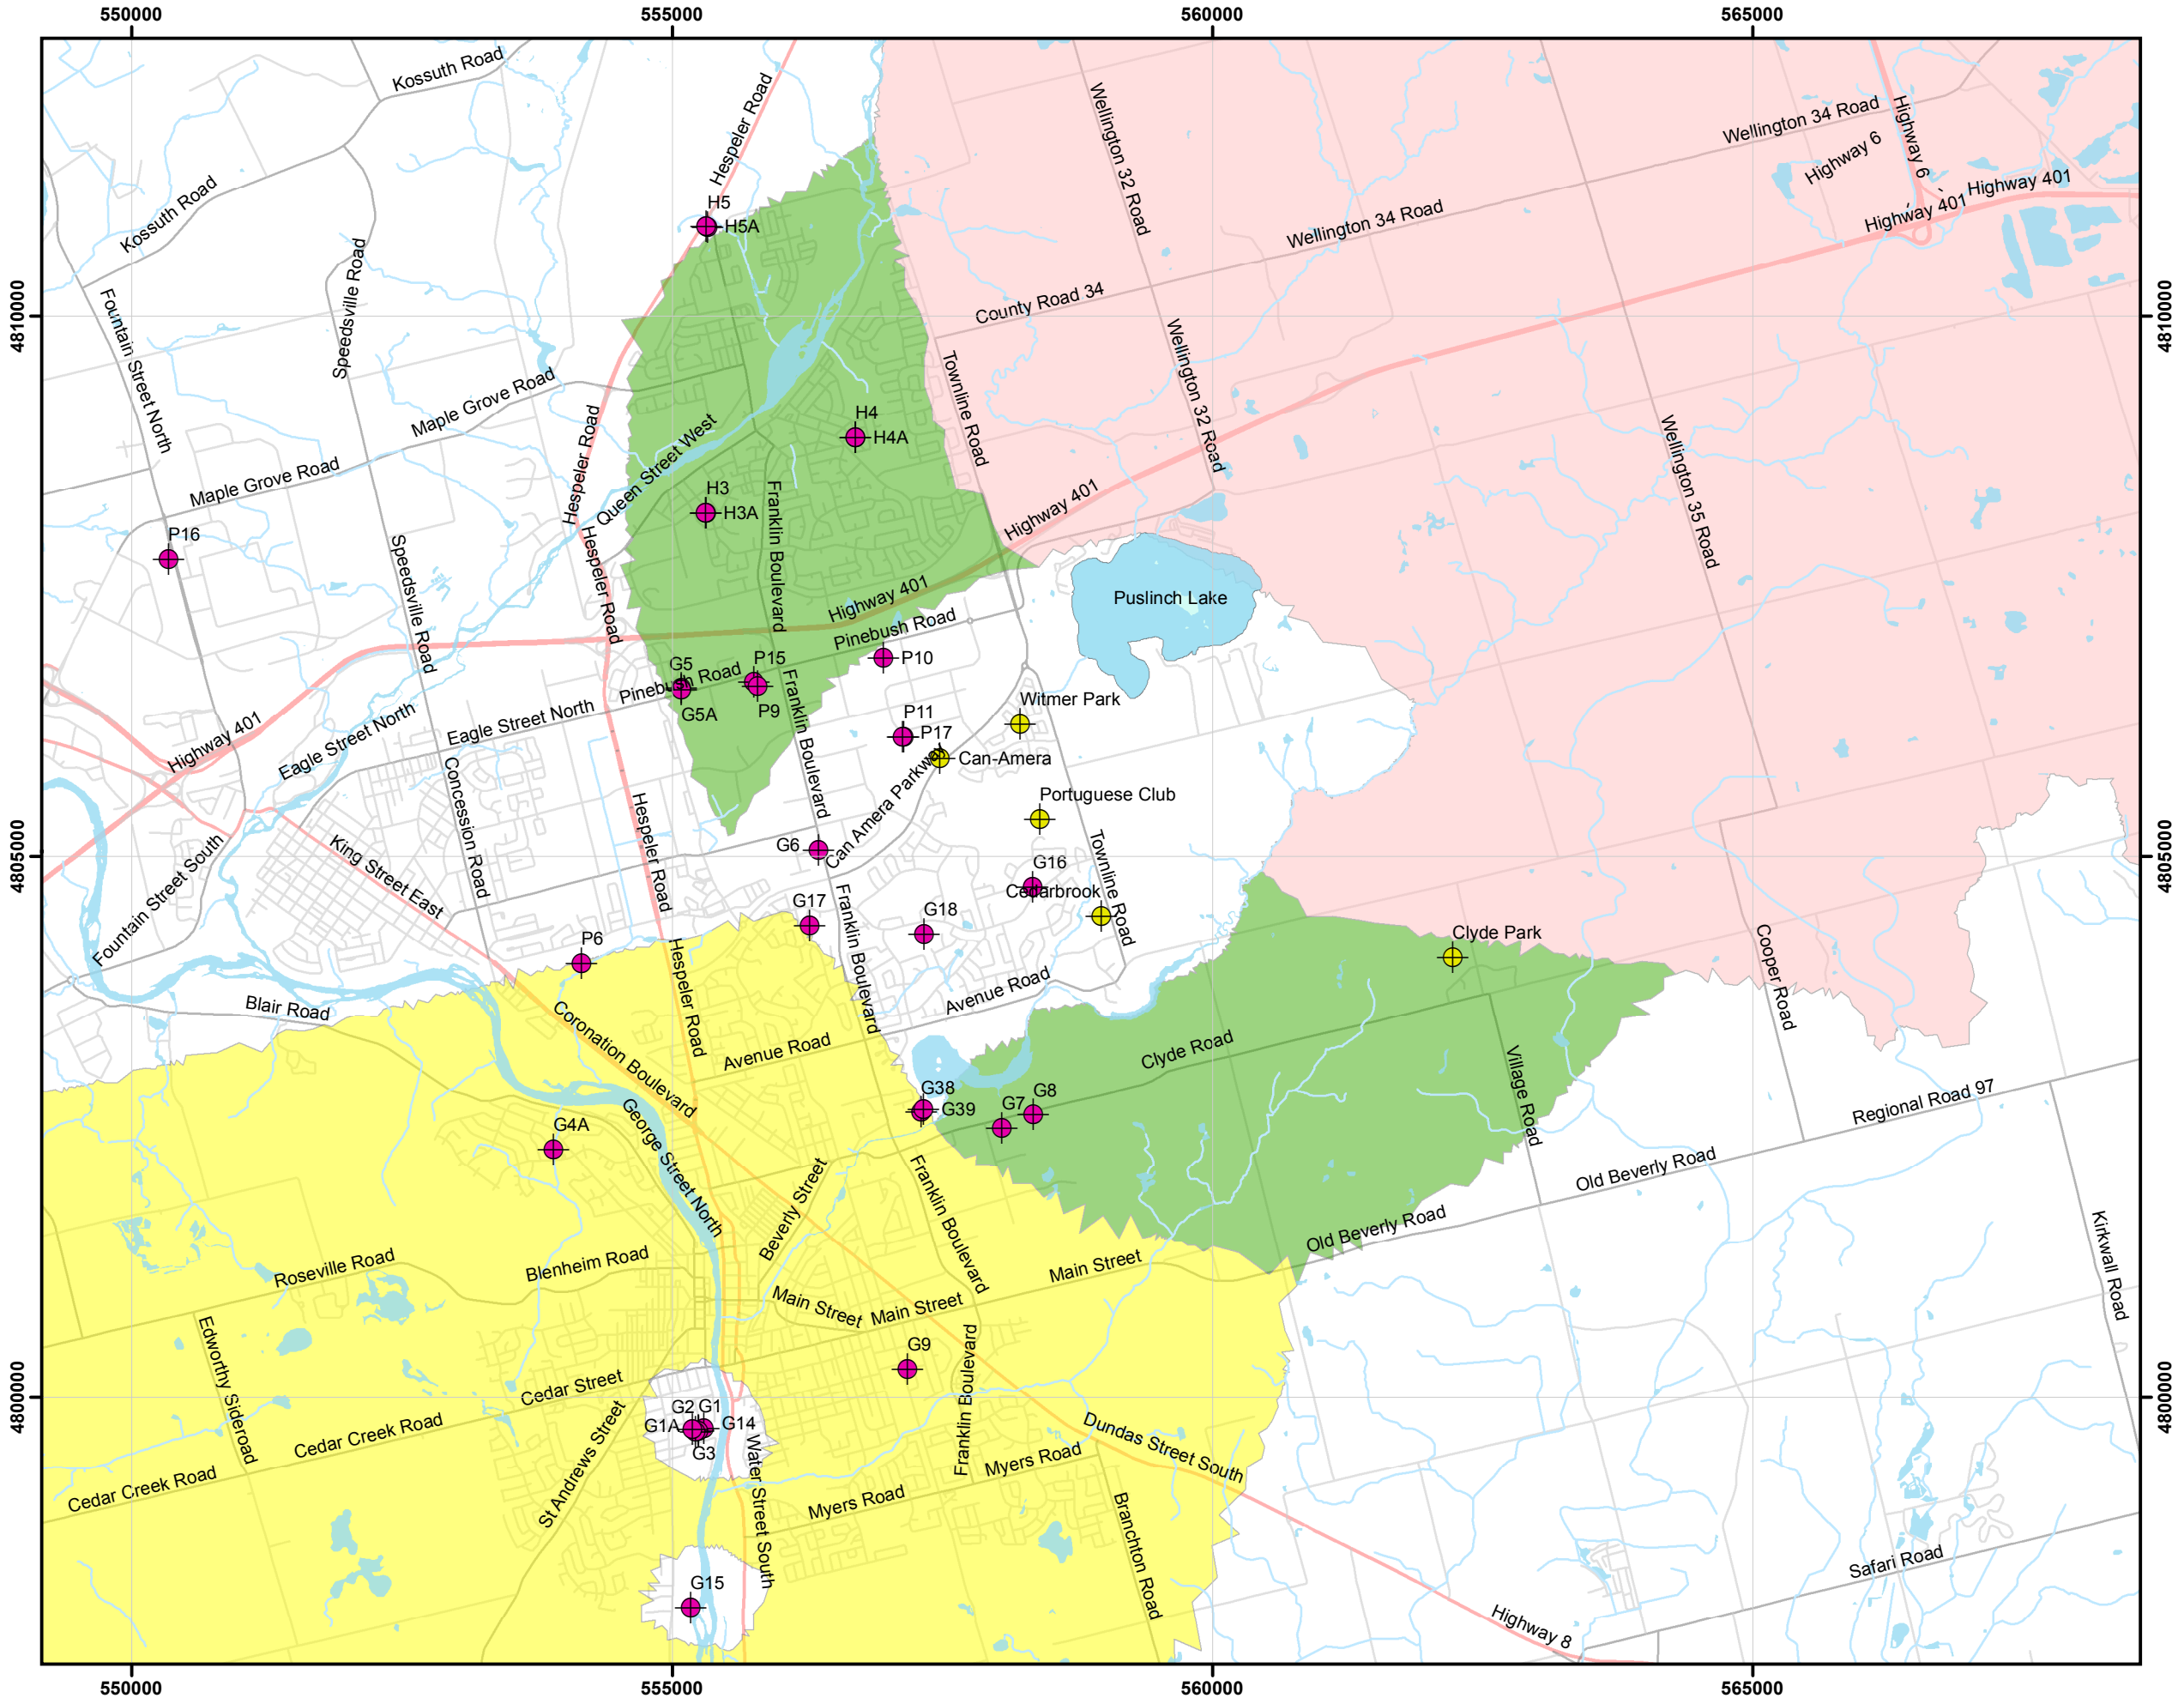 550000
555000
560000
565000
Kossuth Road
Hespeler Road
Wellington 32 Road
Wellington 34 Road
Highway 6
Highway 6
Kossuth Road
Highway 401
Highway 401
H5
H5A
Wellington 34 Road
Speedsville Road
Fountain Street North
County Road 34
4810000
4810000
Maple Grove Road
Townline Road
Wellington 32 Road
H4
H4A
Hespeler Road
Queen Street West
Maple Grove Road
Wellington 35 Road
H3
H3A
Franklin Boulevard
Highway 401
P16
Speedsville Road
Hespeler Road
Highway 401
Puslinch Lake
Pinebush Road
P15
P10
G5
Pinebush Road
G5A
P9
Franklin Boulevard
Witmer Park
Eagle Street North
Eagle Street North
Highway 401
P11
P17
Can-Amera
Concession Road
Hespeler Road
Can Amera Parkway
Portuguese Club
G6
4805000
4805000
King Street East
Fountain Street South
Townline Road
G16
Cedarbrook
G17
Franklin Boulevard
G18
Clyde Park
P6
Hespeler Road
Cooper Road
Blair Road
Avenue Road
Coronation Boulevard
Avenue Road
Clyde Road
Village Road
G38
G39
G7
G8
Regional Road 97
G4A
George Street North
Beverly Street
Franklin Boulevard
Old Beverly Road
Old Beverly Road
Kirkwall Road
Roseville Road
Blenheim Road
Main Street
Main Street
Main Street
Edworthy Sideroad
G9
Franklin Boulevard
4800000
4800000
Cedar Street
G2
G1
G1A
G14
G3
Cedar Creek Road
St Andrews Street
Water Street South
Dundas Street South
Myers Road
Cedar Creek Road
Myers Road
Branchton Road
G15
Safari Road
Highway 8
550000
555000
560000
565000